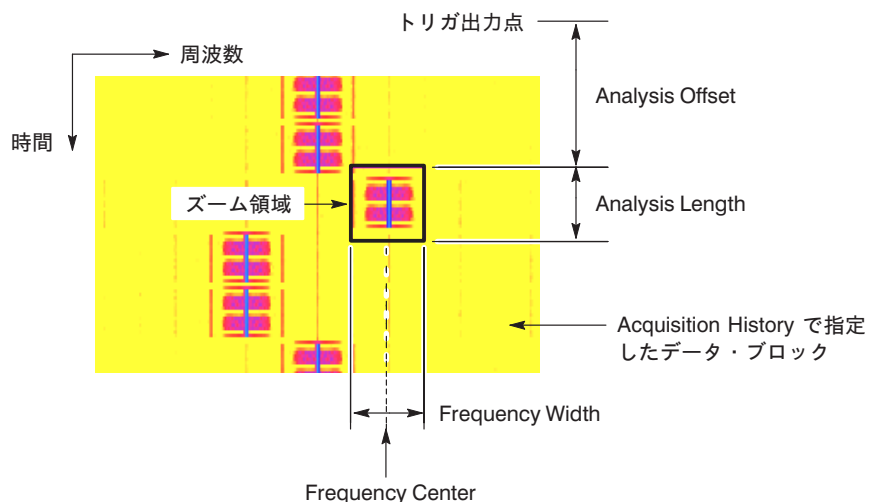 トリガ出力点
周波数
Analysis Offset
時間
ズーム領域
Analysis Length
Acquisition History で指定
したデータ・ブロック
Frequency Width
Frequency Center